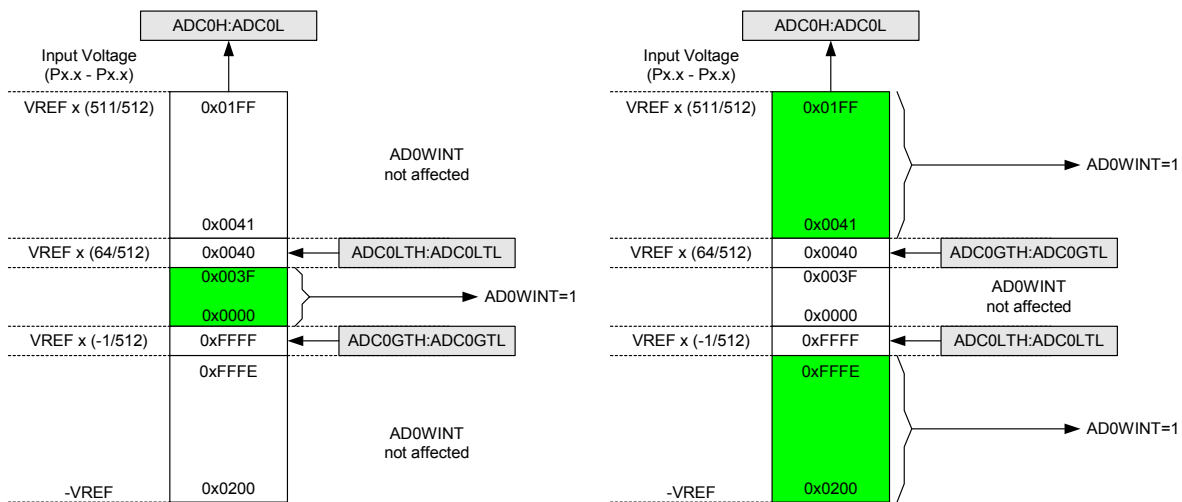 ADC0H:ADC0L
Input Voltage
(Px.x - Px.x)
VREF x (511/512)
0x01FF
AD0WINT
not affected
0x0041
VREF x (64/512)
0x0040
ADC0LTH:ADC0LTL
0x003F
AD0WINT=1
0x0000
VREF x (-1/512)
0xFFFF
ADC0GTH:ADC0GTL
0xFFFE
AD0WINT
not affected
-VREF
0x0200
ADC0H:ADC0L
Input Voltage
(Px.x - Px.x)
VREF x (511/512)
0x01FF
AD0WINT=1
0x0041
VREF x (64/512)
0x0040
ADC0GTH:ADC0GTL
0x003F
AD0WINT
not affected
0x0000
VREF x (-1/512)
0xFFFF
ADC0LTH:ADC0LTL
0xFFFE
AD0WINT=1
-VREF
0x0200